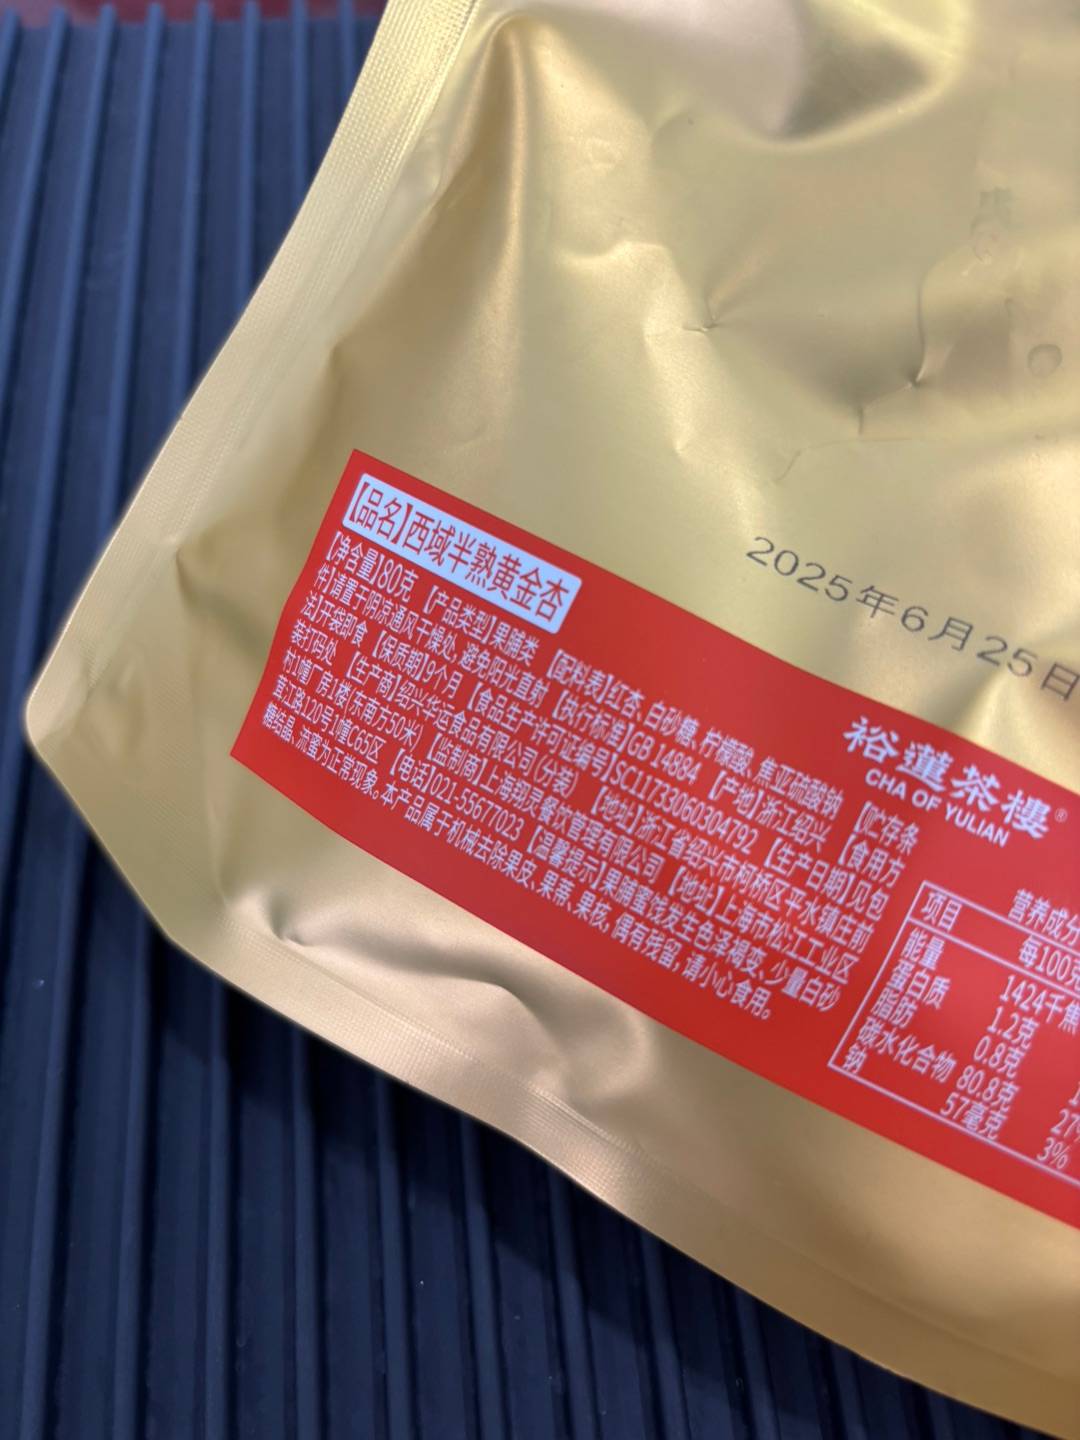 2025年6月25日
【品名】西域半熟黄金杏
【净含量】80克 【产品类型】果脯类 【配料表】红杏、白砂糖、柠檬酸、焦亚硫酸钠 【贮存条
件】请置于阴凉通风干燥处,避免阳光直射 【执行标准】GB 14884 【产地】浙江绍兴 【食用方
法】开袋即食 【保质期】9个月 【食品生产许可证编号】SC11733060304792 【生产日期】见包
装打码处 【生产商】绍兴华运食品有限公司(分装) 【地址】浙江省绍兴市柯桥区平水镇庄前
村1幢厂房1楼(东南方50米) 【监制商】上海翔灵餐饮管理有限公司 【地址】上海市松江工业区
茸江路120号1幢C65区 【电话】021-55677023 【温馨提示】果脯蜜饯发生色泽褐变、少量白砂
糖结晶、流蜜为正常现象。本产品属于机械去除果皮、果蒂、果核,偶有残留,请小心食用。
裕莲茶楼®
CHA OF YULIAN
营养成分
项目 每100克
能量 1424千焦
蛋白质 1.2克
脂肪 0.8克
碳水化合物 80.8克
钠 57毫克 3%